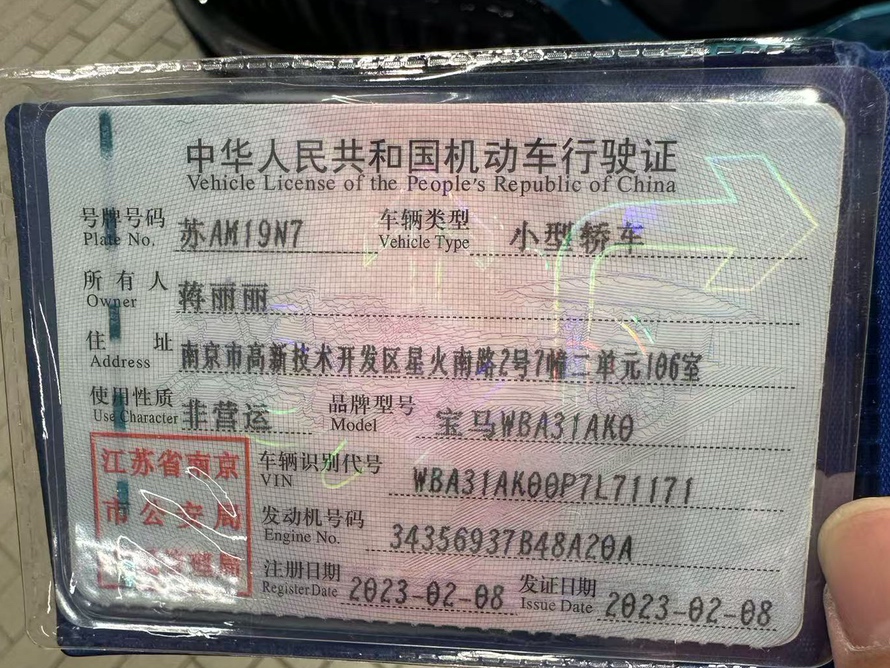 中华人民共和国机动车行驶证
Vehicle License of the People's Republic of China
号牌号码 苏AM19N7 车辆类型 小型轿车
Plate No. Vehicle Type
所有人 蒋丽丽
Owner
住址 南京市高新技术开发区星火南路2号7幢二单元106室
Address
使用性质 非营运 品牌型号 宝马WBA31AK0
Use Character Model
车辆识别代号 WBA31AK00P7L71171
VIN
发动机号码 34356937B48A20A
Engine No.
注册日期 2023-02-08 发证日期 2023-02-08
Register Date Issue Date
江苏省南京
市公安局
管理局